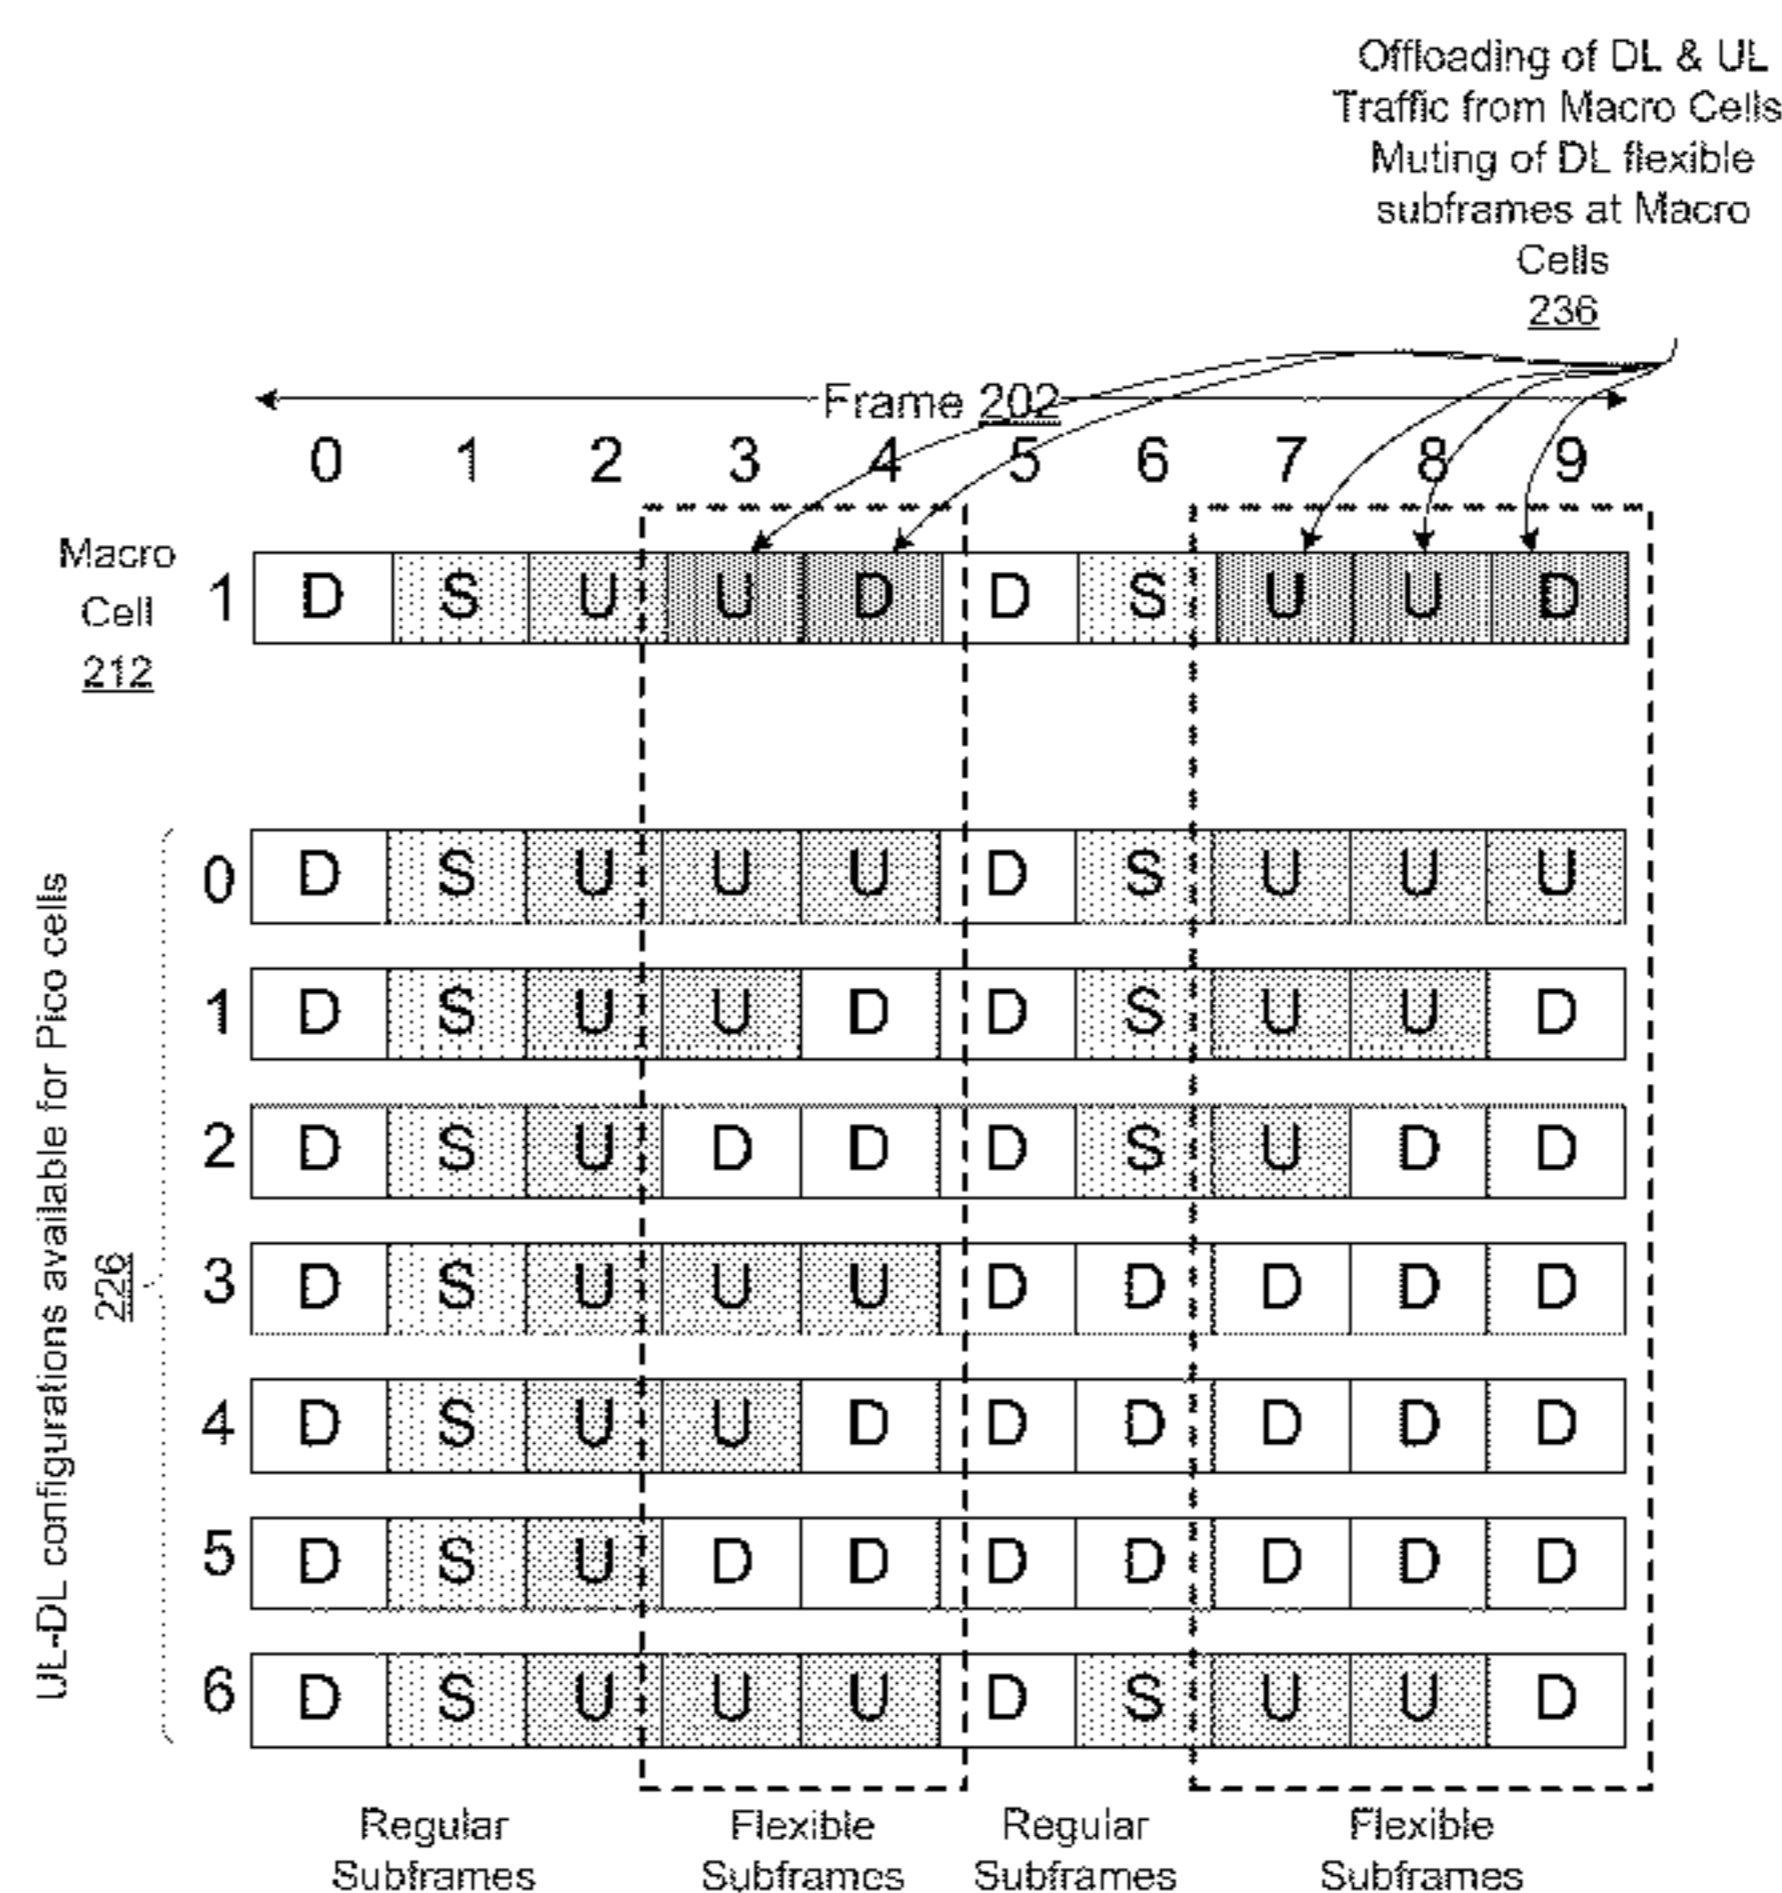 Offloading of DL & UL
Traffic from Macro Cells
Muting of DL flexible
subframes at Macro
Cells
236
Frame 202
0 1 2 3 4 5 6 7 8 9
Macro
Cell
212
1 D S U U D D S U U D
UL-DL configurations available for Pico cells
226
0 D S U U U D S U U U
1 D S U U D D S U U D
2 D S U D D D S U D D
3 D S U U U D D D D D
4 D S U U D D D D D D
5 D S U D D D D D D D
6 D S U U U D S U U D
Regular
Subframes
Flexible
Subframes
Regular
Subframes
Flexible
Subframes